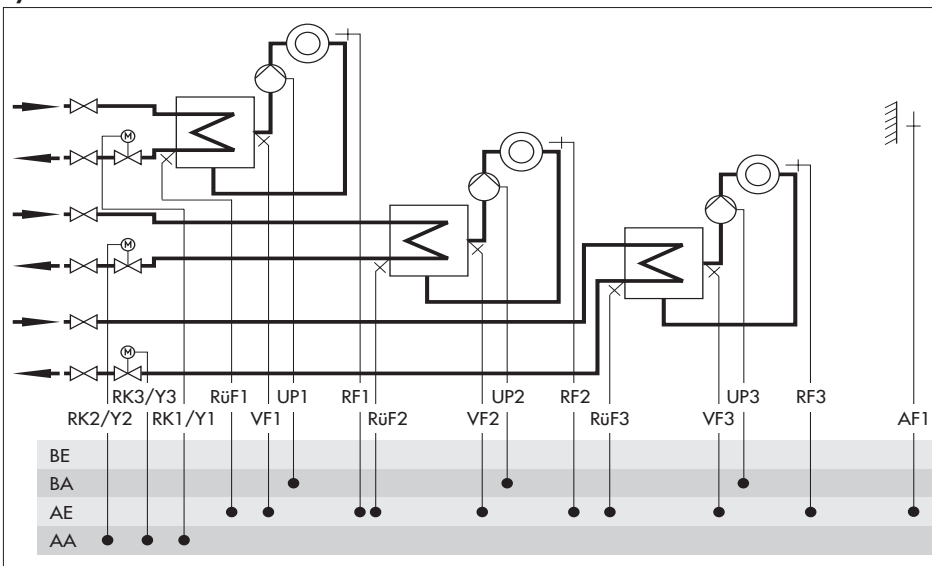 M
M
M
RK3/Y3 RüF1 UP1 RF1 UP2 RF2 UP3 RF3
RK2/Y2 RK1/Y1 VF1 RüF2 VF2 RüF3 VF3 AF1
BE
BA
AE
AA